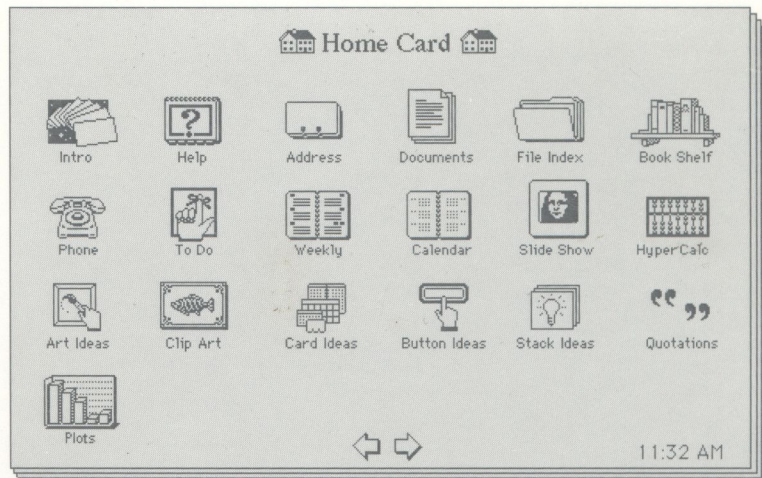 Home Card
Intro Help Address Documents File Index Book Shelf
?
Phone To Do Weekly Calendar Slide Show HyperCalc
Art Ideas Clip Art Card Ideas Button Ideas Stack Ideas Quotations
“ ”
Plots
11:32 AM